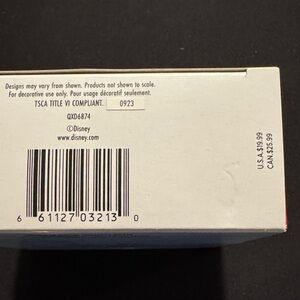 Designs may vary from shown. Products not shown to scale.
For decorative use only. Pour usage décoratif seulement.
TSCA TITLE VI COMPLIANT. 0923
QXD6874
©Disney
www.disney.com
U.S.A. $19.99
CAN. $25.99
6 61127 03213 0